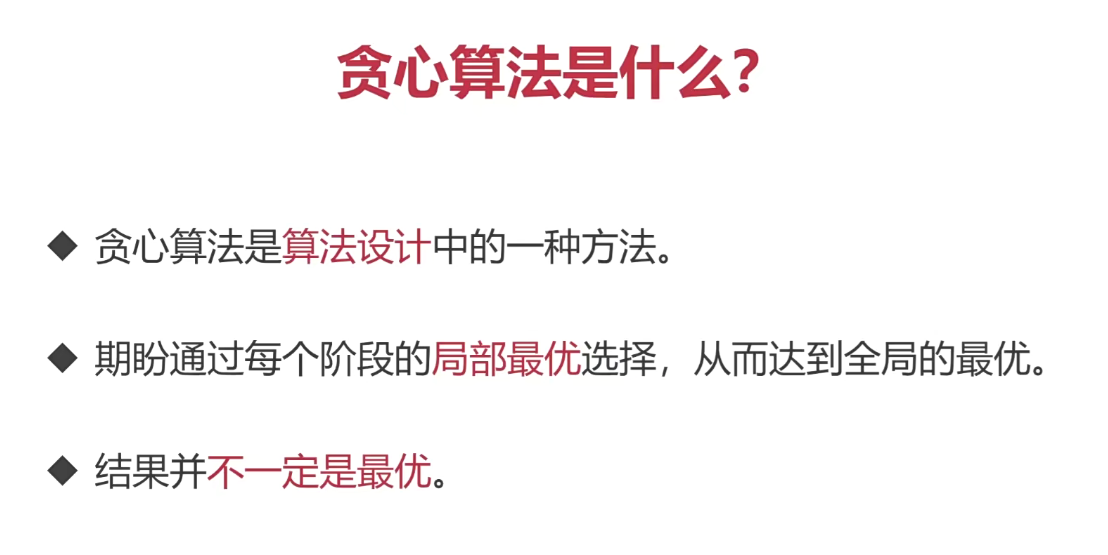 贪心算法是什么？
◆ 贪心算法是算法设计中的一种方法。
◆ 期盼通过每个阶段的局部最优选择，从而达到全局的最优。
◆ 结果并不一定是最优。